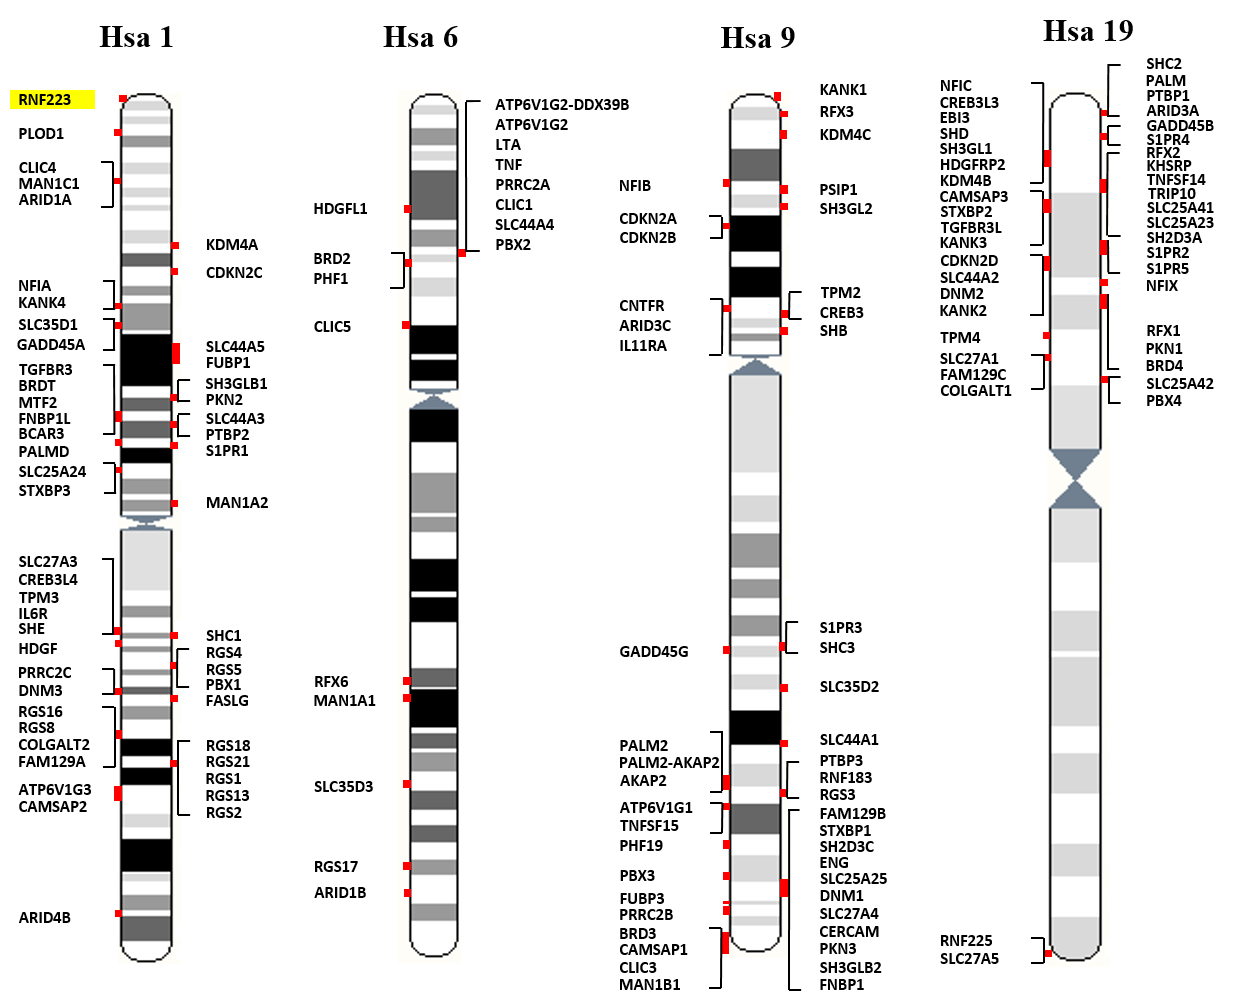 Hsa 1
RNF223
PLOD1
CLIC4
MAN1C1
ARID1A
NFIA
KANK4
SLC35D1
GADD45A
TGFBR3
BRDT
MTF2
FNBP1L
BCAR3
PALMD
SLC25A24
STXBP3
SLC27A3
CREB3L4
TPM3
IL6R
SHE
HDGF
PRRC2C
DNM3
RGS16
RGS8
COLGALT2
FAM129A
ATP6V1G3
CAMSAP2
ARID4B
KDM4A
CDKN2C
SLC44A5
FUBP1
SH3GLB1
PKN2
SLC44A3
PTBP2
S1PR1
MAN1A2
SHC1
RGS4
RGS5
PBX1
FASLG
RGS18
RGS21
RGS1
RGS13
RGS2
Hsa 6
HDGFL1
BRD2
PHF1
CLIC5
RFX6
MAN1A1
SLC35D3
RGS17
ARID1B
ATP6V1G2-DDX39B
ATP6V1G2
LTA
TNF
PRRC2A
CLIC1
SLC44A4
PBX2
Hsa 9
NFIB
CDKN2A
CDKN2B
CNTFR
ARID3C
IL11RA
GADD45G
PALM2
PALM2-AKAP2
AKAP2
ATP6V1G1
TNFSF15
PHF19
PBX3
FUBP3
PRRC2B
BRD3
CAMSAP1
CLIC3
MAN1B1
KANK1
RFX3
KDM4C
PSIP1
SH3GL2
TPM2
CREB3
SHB
S1PR3
SHC3
SLC35D2
SLC44A1
PTBP3
RNF183
RGS3
FAM129B
STXBP1
SH2D3C
ENG
SLC25A25
DNM1
SLC27A4
CERCAM
PKN3
SH3GLB2
FNBP1
Hsa 19
NFIC
CREB3L3
EBI3
SHD
SH3GL1
HDGFRP2
KDM4B
CAMSAP3
STXBP2
TGFBR3L
KANK3
CDKN2D
SLC44A2
DNM2
KANK2
TPM4
SLC27A1
FAM129C
COLGALT1
RNF225
SLC27A5
SHC2
PALM
PTBP1
ARID3A
GADD45B
S1PR4
RFX2
KHSRP
TNFSF14
TRIP10
SLC25A41
SLC25A23
SH2D3A
S1PR2
S1PR5
NFIX
RFX1
PKN1
BRD4
SLC25A42
PBX4